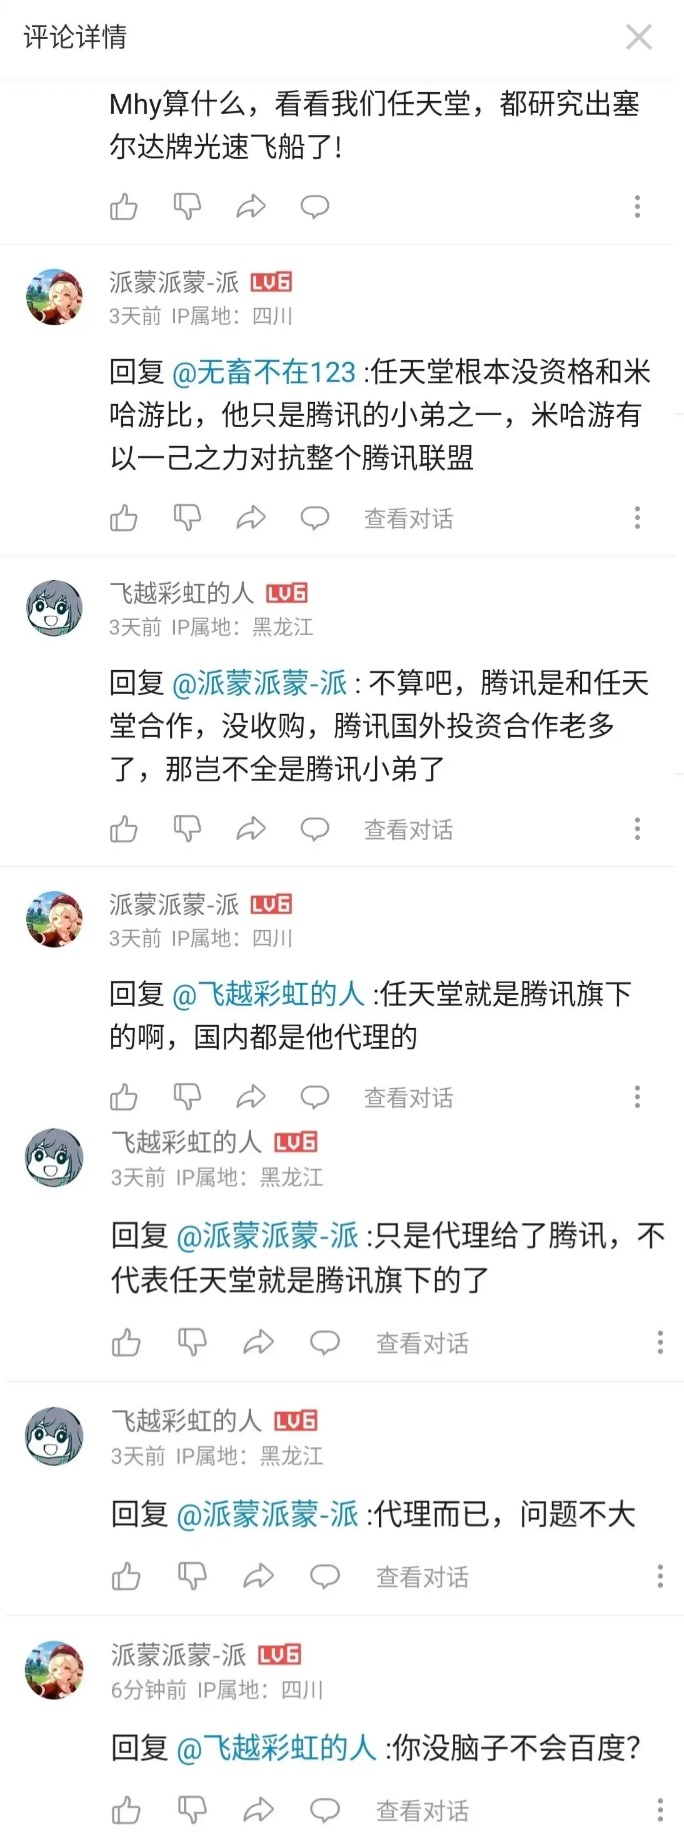 评论详情
Mhy算什么，看看我们任天堂，都研究出塞
尔达牌光速飞船了!
派蒙派蒙-派 LV6
3天前 IP属地：四川
回复 @无畜不在123 :任天堂根本没资格和米
哈游比，他只是腾讯的小弟之一，米哈游有
以一己之力对抗整个腾讯联盟
查看对话
飞越彩虹的人 LV6
3天前 IP属地：黑龙江
回复 @派蒙派蒙-派 : 不算吧，腾讯是和任天
堂合作，没收购，腾讯国外投资合作老多
了，那岂不全是腾讯小弟了
查看对话
派蒙派蒙-派 LV6
3天前 IP属地：四川
回复 @飞越彩虹的人 :任天堂就是腾讯旗下
的啊，国内都是他代理的
查看对话
飞越彩虹的人 LV6
3天前 IP属地：黑龙江
回复 @派蒙派蒙-派 :只是代理给了腾讯，不
代表任天堂就是腾讯旗下的了
查看对话
飞越彩虹的人 LV6
3天前 IP属地：黑龙江
回复 @派蒙派蒙-派 :代理而已，问题不大
查看对话
派蒙派蒙-派 LV6
6分钟前 IP属地：四川
回复 @飞越彩虹的人 :你没脑子不会百度?
查看对话